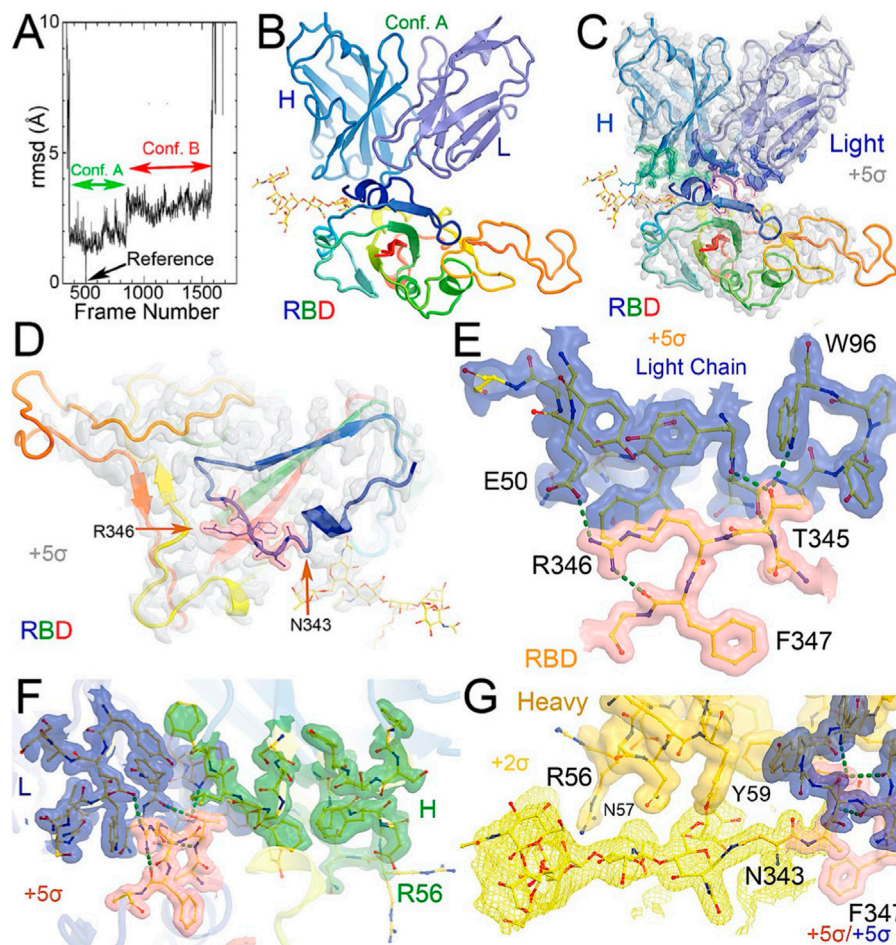 A
rmsd (Å)
10
5
0
Conf. A
Conf. B
Reference
500
1000
1500
Frame Number
B
Conf. A
H
L
RBD
C
H
Light
+5σ
RBD
D
R346
+5σ
N343
RBD
E
+5σ
Light Chain
W96
E50
R346
T345
F347
RBD
F
L
H
+5σ
R56
G
Heavy
+2σ
R56
N57
Y59
N343
F347
+5σ/+5σ